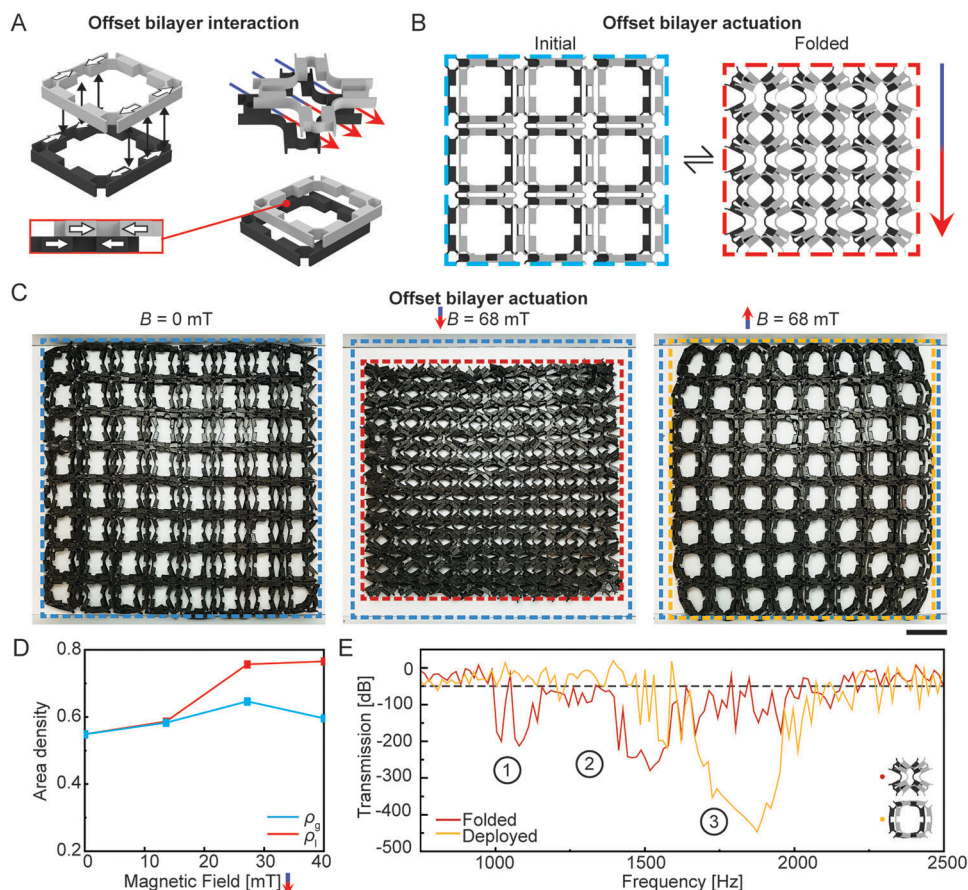 A
Offset bilayer interaction
B
Offset bilayer actuation
Initial
Folded
C
Offset bilayer actuation
B = 0 mT
B = 68 mT
B = 68 mT
D
0.8
0.6
0.4
0.2
Area density
ρg
ρl
0 10 20 30 40
Magnetic Field [mT]
E
0
-100
-200
-300
-400
-500
Transmission [dB]
1
2
3
Folded
Deployed
1000 1500 2000 2500
Frequency [Hz]